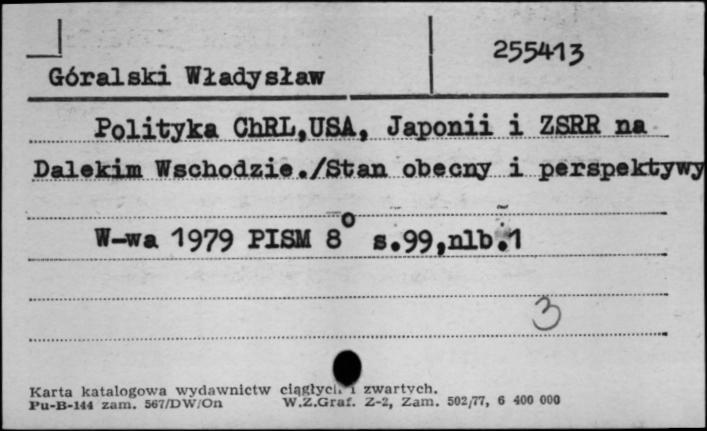 255413
Góralski Władysław
Polityka ChRL,USA, Japonii i ZSRR na
Dalekim Wschodzie./Stan obecny i perspektywy
W-wa 1979 PISM 8° s.99,nlb.1
3
Karta katalogowa wydawnictw ciągłych i zwartych.
Pu-B-144 zam. 567/DW/On W.Z.Graf. Z-2, Zam. 502/77, 6 400 000